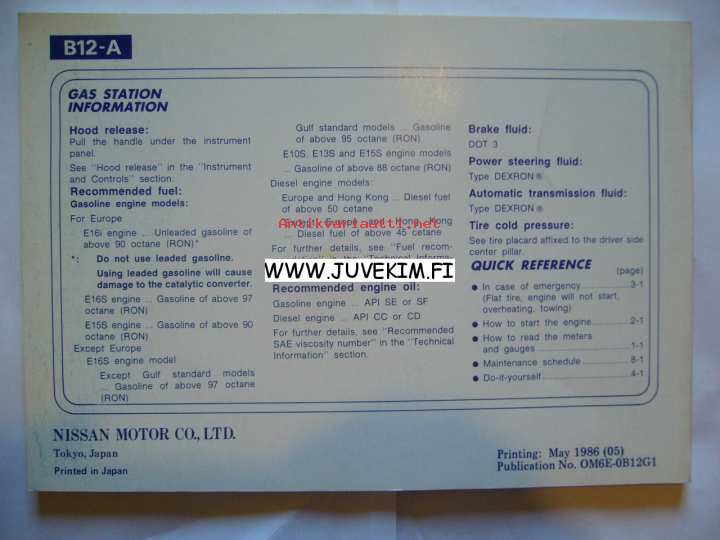 B12-A
GAS STATION
INFORMATION
Hood release:
Pull the handle under the instrument
panel.
See "Hood release" in the "Instrument
and Controls" section.
Recommended fuel:
Gasoline engine models:
For Europe
E16i engine ... Unleaded gasoline of
above 90 octane (RON)*
*: Do not use leaded gasoline.
Using leaded gasoline will cause
damage to the catalytic converter.
E16S engine ... Gasoline of above 97
octane (RON)
E15S engine ... Gasoline of above 90
octane (RON)
Except Europe
E16S engine model
Except Gulf standard models
... Gasoline of above 97 octane
(RON)
Gulf standard models ... Gasoline
of above 95 octane (RON)
E10S, E13S and E15S engine models
... Gasoline of above 88 octane (RON)
Diesel engine models:
Europe and Hong Kong ... Diesel fuel
of above 50 cetane
Except Europe and Hong Kong
... Diesel fuel of above 45 cetane
For further details, see "Fuel recom-
in the "Technical Informa-
Recommended engine oil:
Gasoline engine ... API SE or SF
Diesel engine ... API CC or CD
For further details, see "Recommended
SAE viscosity number" in the "Technical
Information" section.
Brake fluid:
DOT 3
Power steering fluid:
Type DEXRON®
Automatic transmission fluid:
Type DEXRON®
Tire cold pressure:
See tire placard affixed to the driver side
center pillar.
QUICK REFERENCE
(page)
● In case of emergency ... 3-1
(Flat tire, engine will not start,
overheating, towing)
● How to start the engine ... 2-1
● How to read the meters
and gauges ... 1-1
● Maintenance schedule ... 8-1
● Do-it-yourself ... 4-1
NISSAN MOTOR CO., LTD.
Tokyo, Japan
Printed in Japan
Printing: May 1986 (05)
Publication No. OM6E-0B12G1
Antikvariaatti.net
WWW.JUVEKIM.FI